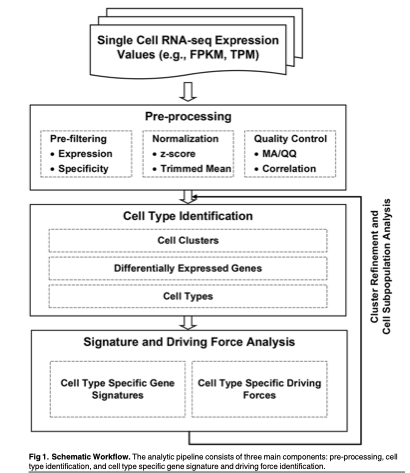 Single Cell RNA-seq Expression
Values (e.g., FPKM, TPM)
Pre-processing
Pre-filtering
• Expression
• Specificity
Normalization
• z-score
• Trimmed Mean
Quality Control
• MA/QQ
• Correlation
Cell Type Identification
Cell Clusters
Differentially Expressed Genes
Cell Types
Signature and Driving Force Analysis
Cell Type Specific Gene
Signatures
Cell Type Specific Driving
Forces
Cluster Refinement and
Cell Subpopulation Analysis
Fig 1. Schematic Workflow. The analytic pipeline consists of three main components: pre-processing, cell
type identification, and cell type specific gene signature and driving force identification.